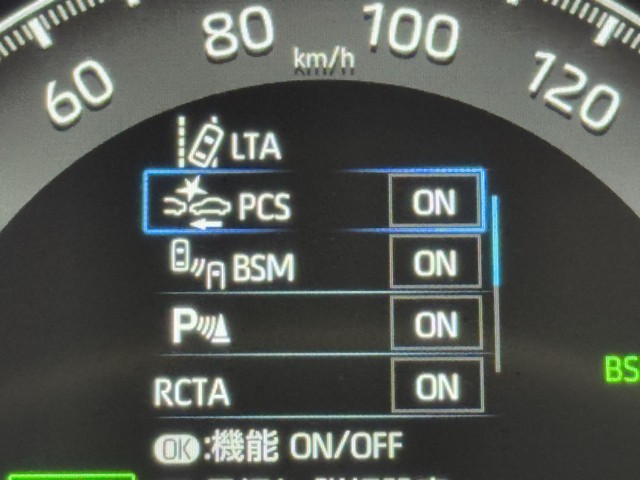 60 80 100 120
km/h
LTA
PCS ON
BSM ON
P ON
RCTA ON
BS
OK:機能 ON/OFF